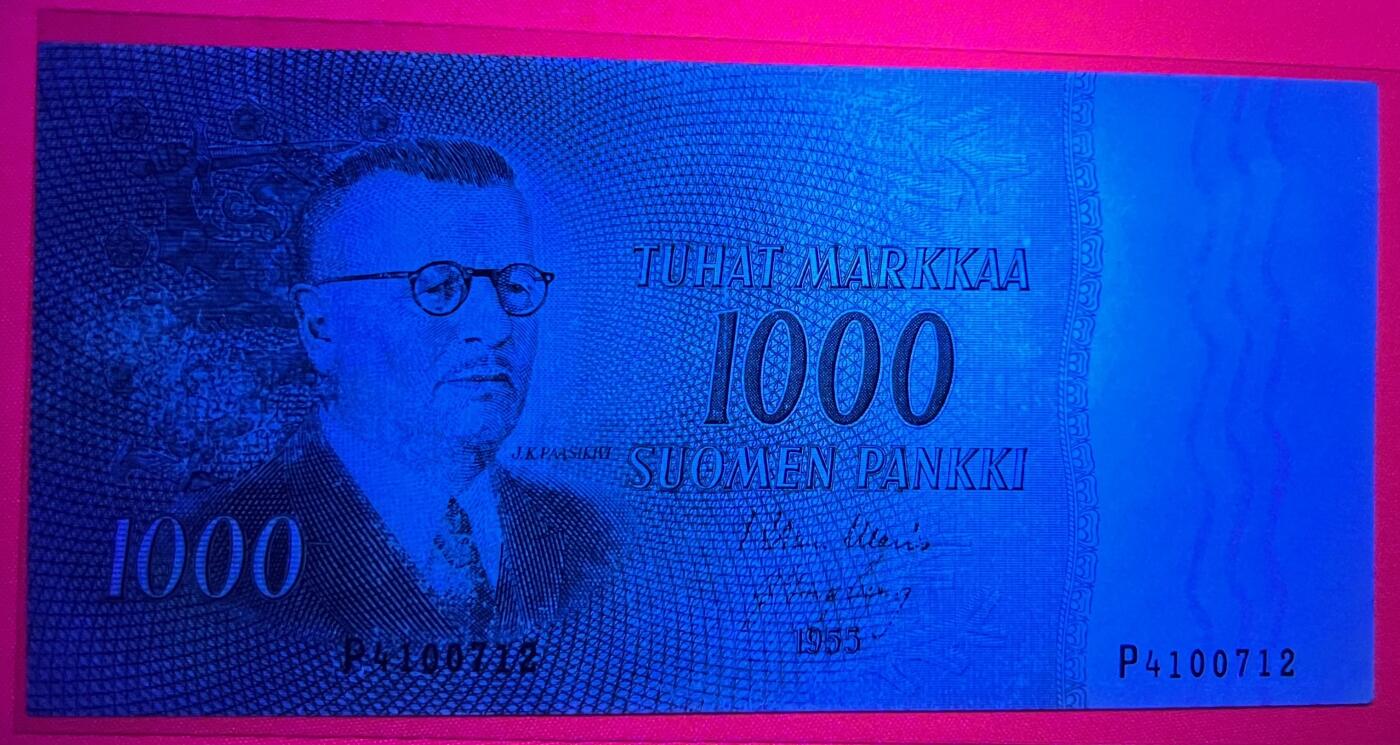 TUHAT MARKKAA
1000
J.K.PAASIKIVI
SUOMEN PANKKI
1000
1955
P4100712
P4100712